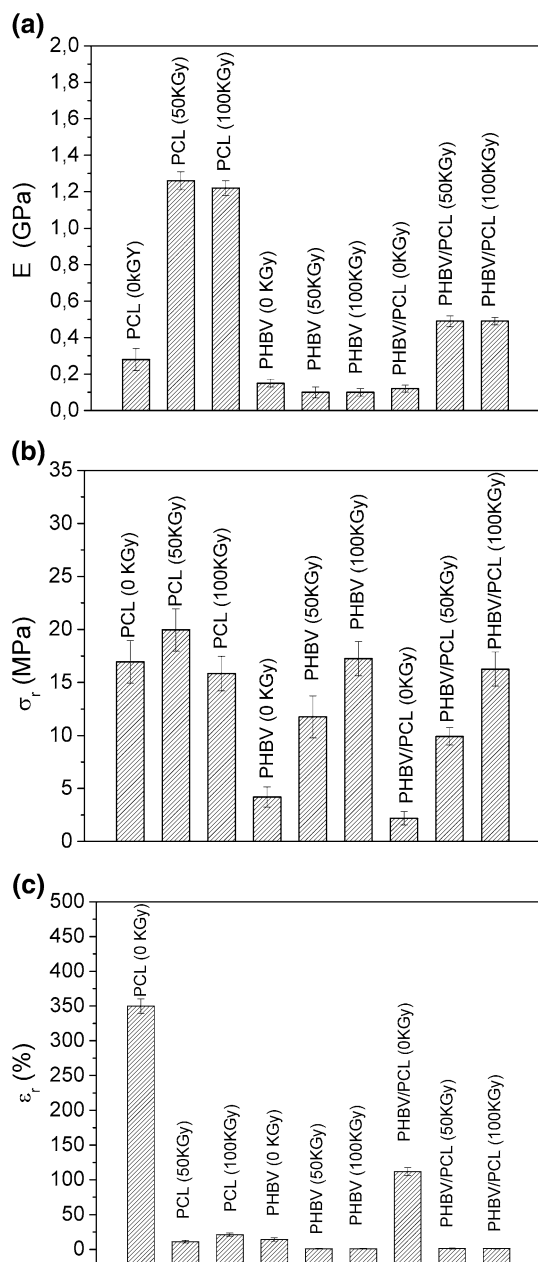 (a)
2,0
1,8
1,6
1,4
1,2
1,0
0,8
0,6
0,4
0,2
0,0
E (GPa)
PCL (0kGY)
PCL (50KGy)
PCL (100KGy)
PHBV (0 KGy)
PHBV (50KGy)
PHBV (100KGy)
PHBV/PCL (0KGy)
PHBV/PCL (50KGy)
PHBV/PCL (100KGy)
(b)
35
30
25
20
15
10
5
0
σr (MPa)
PCL (0 KGy)
PCL (50KGy)
PCL (100KGy)
PHBV (0 KGy)
PHBV (50KGy)
PHBV (100KGy)
PHBV/PCL (0KGy)
PHBV/PCL (50KGy)
PHBV/PCL (100KGy)
(c)
500
450
400
350
300
250
200
150
100
50
0
εr (%)
PCL (0 KGy)
PCL (50KGy)
PCL (100KGy)
PHBV (0 KGy)
PHBV (50KGy)
PHBV (100KGy)
PHBV/PCL (0KGy)
PHBV/PCL (50KGy)
PHBV/PCL (100KGy)